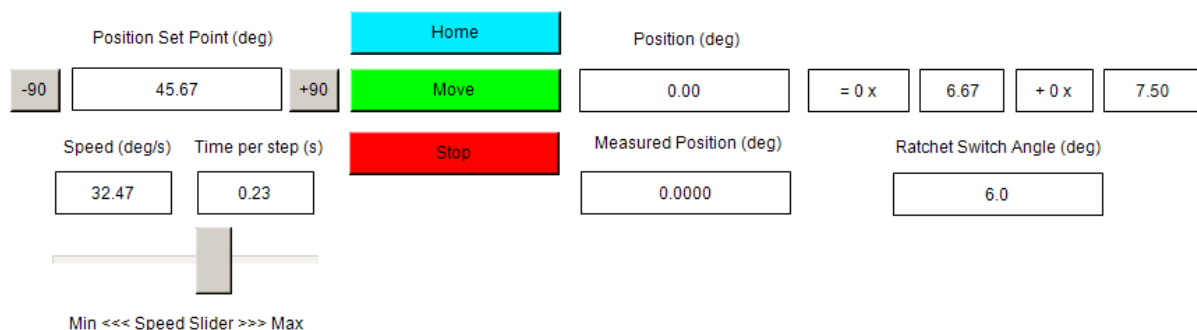 Home
Position Set Point (deg)
Position (deg)
-90
45.67
+90
Move
0.00
= 0 x
6.67
+ 0 x
7.50
Speed (deg/s)
Time per step (s)
Stop
Measured Position (deg)
Ratchet Switch Angle (deg)
32.47
0.23
0.0000
6.0
Min <<< Speed Slider >>> Max